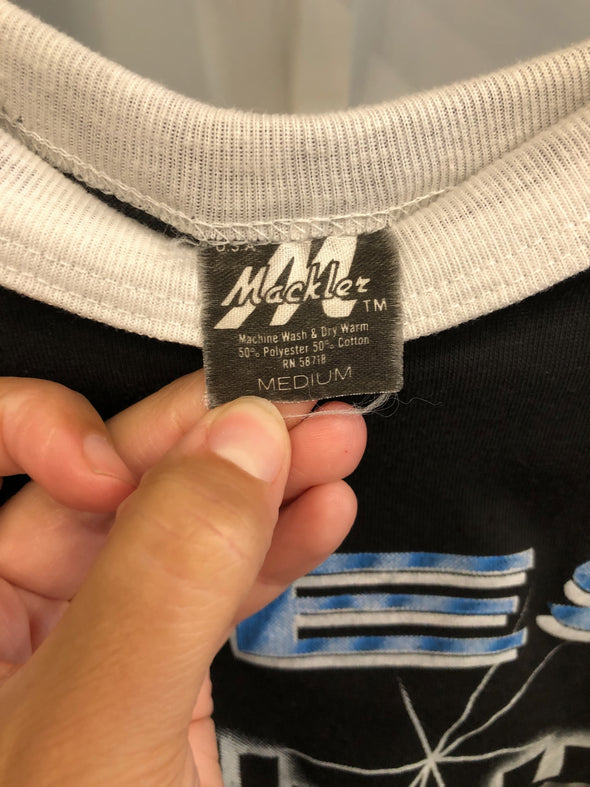 U.S.A.
M
Mackler TM
Machine Wash & Dry Warm
50% Polyester 50% Cotton
RN 58718
MEDIUM
E